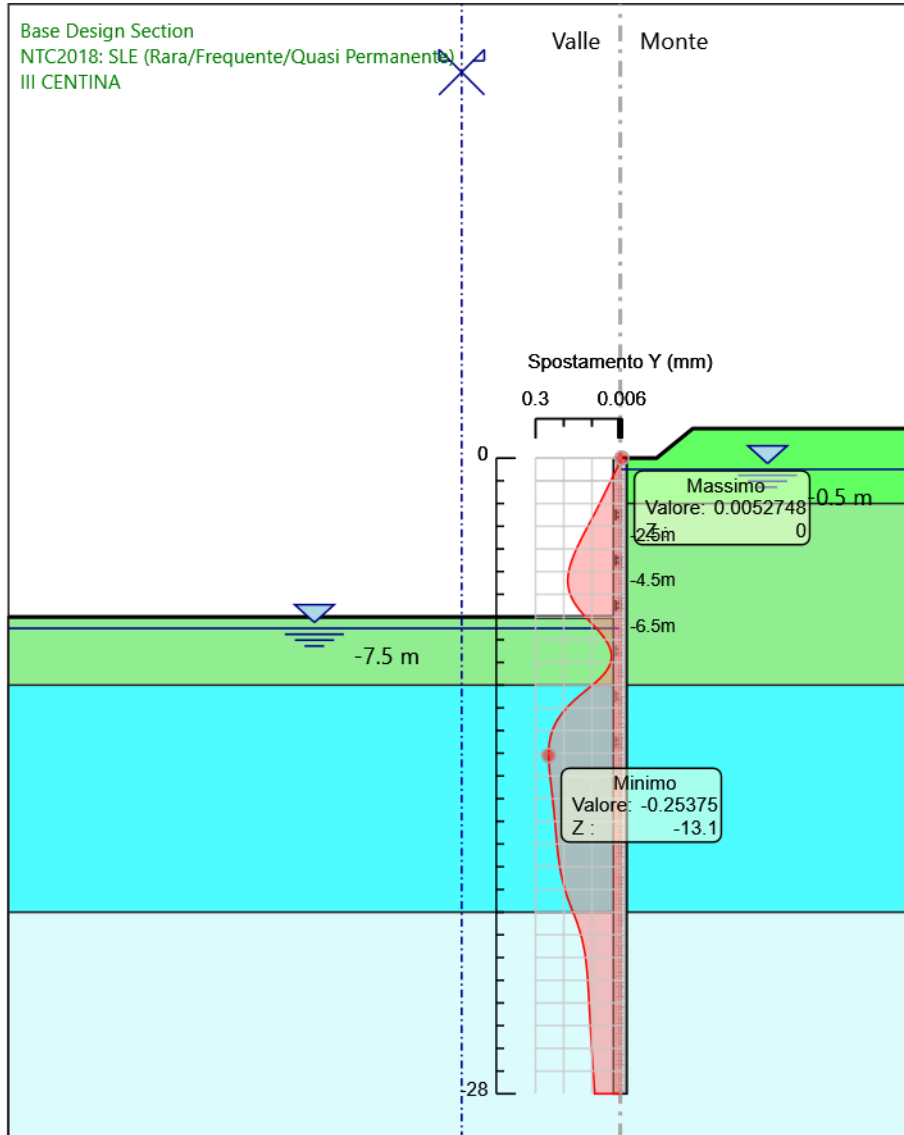 Base Design Section
NTC2018: SLE (Rara/Frequente/Quasi Permanente)
III CENTINA
Valle
Monte
Spostamento Y (mm)
0.3
0.006
0
Massimo
Valore: 0.0052748
Z : 0
-0.5 m
-2.5m
-4.5m
-6.5m
-7.5 m
Minimo
Valore: -0.25375
Z : -13.1
-28